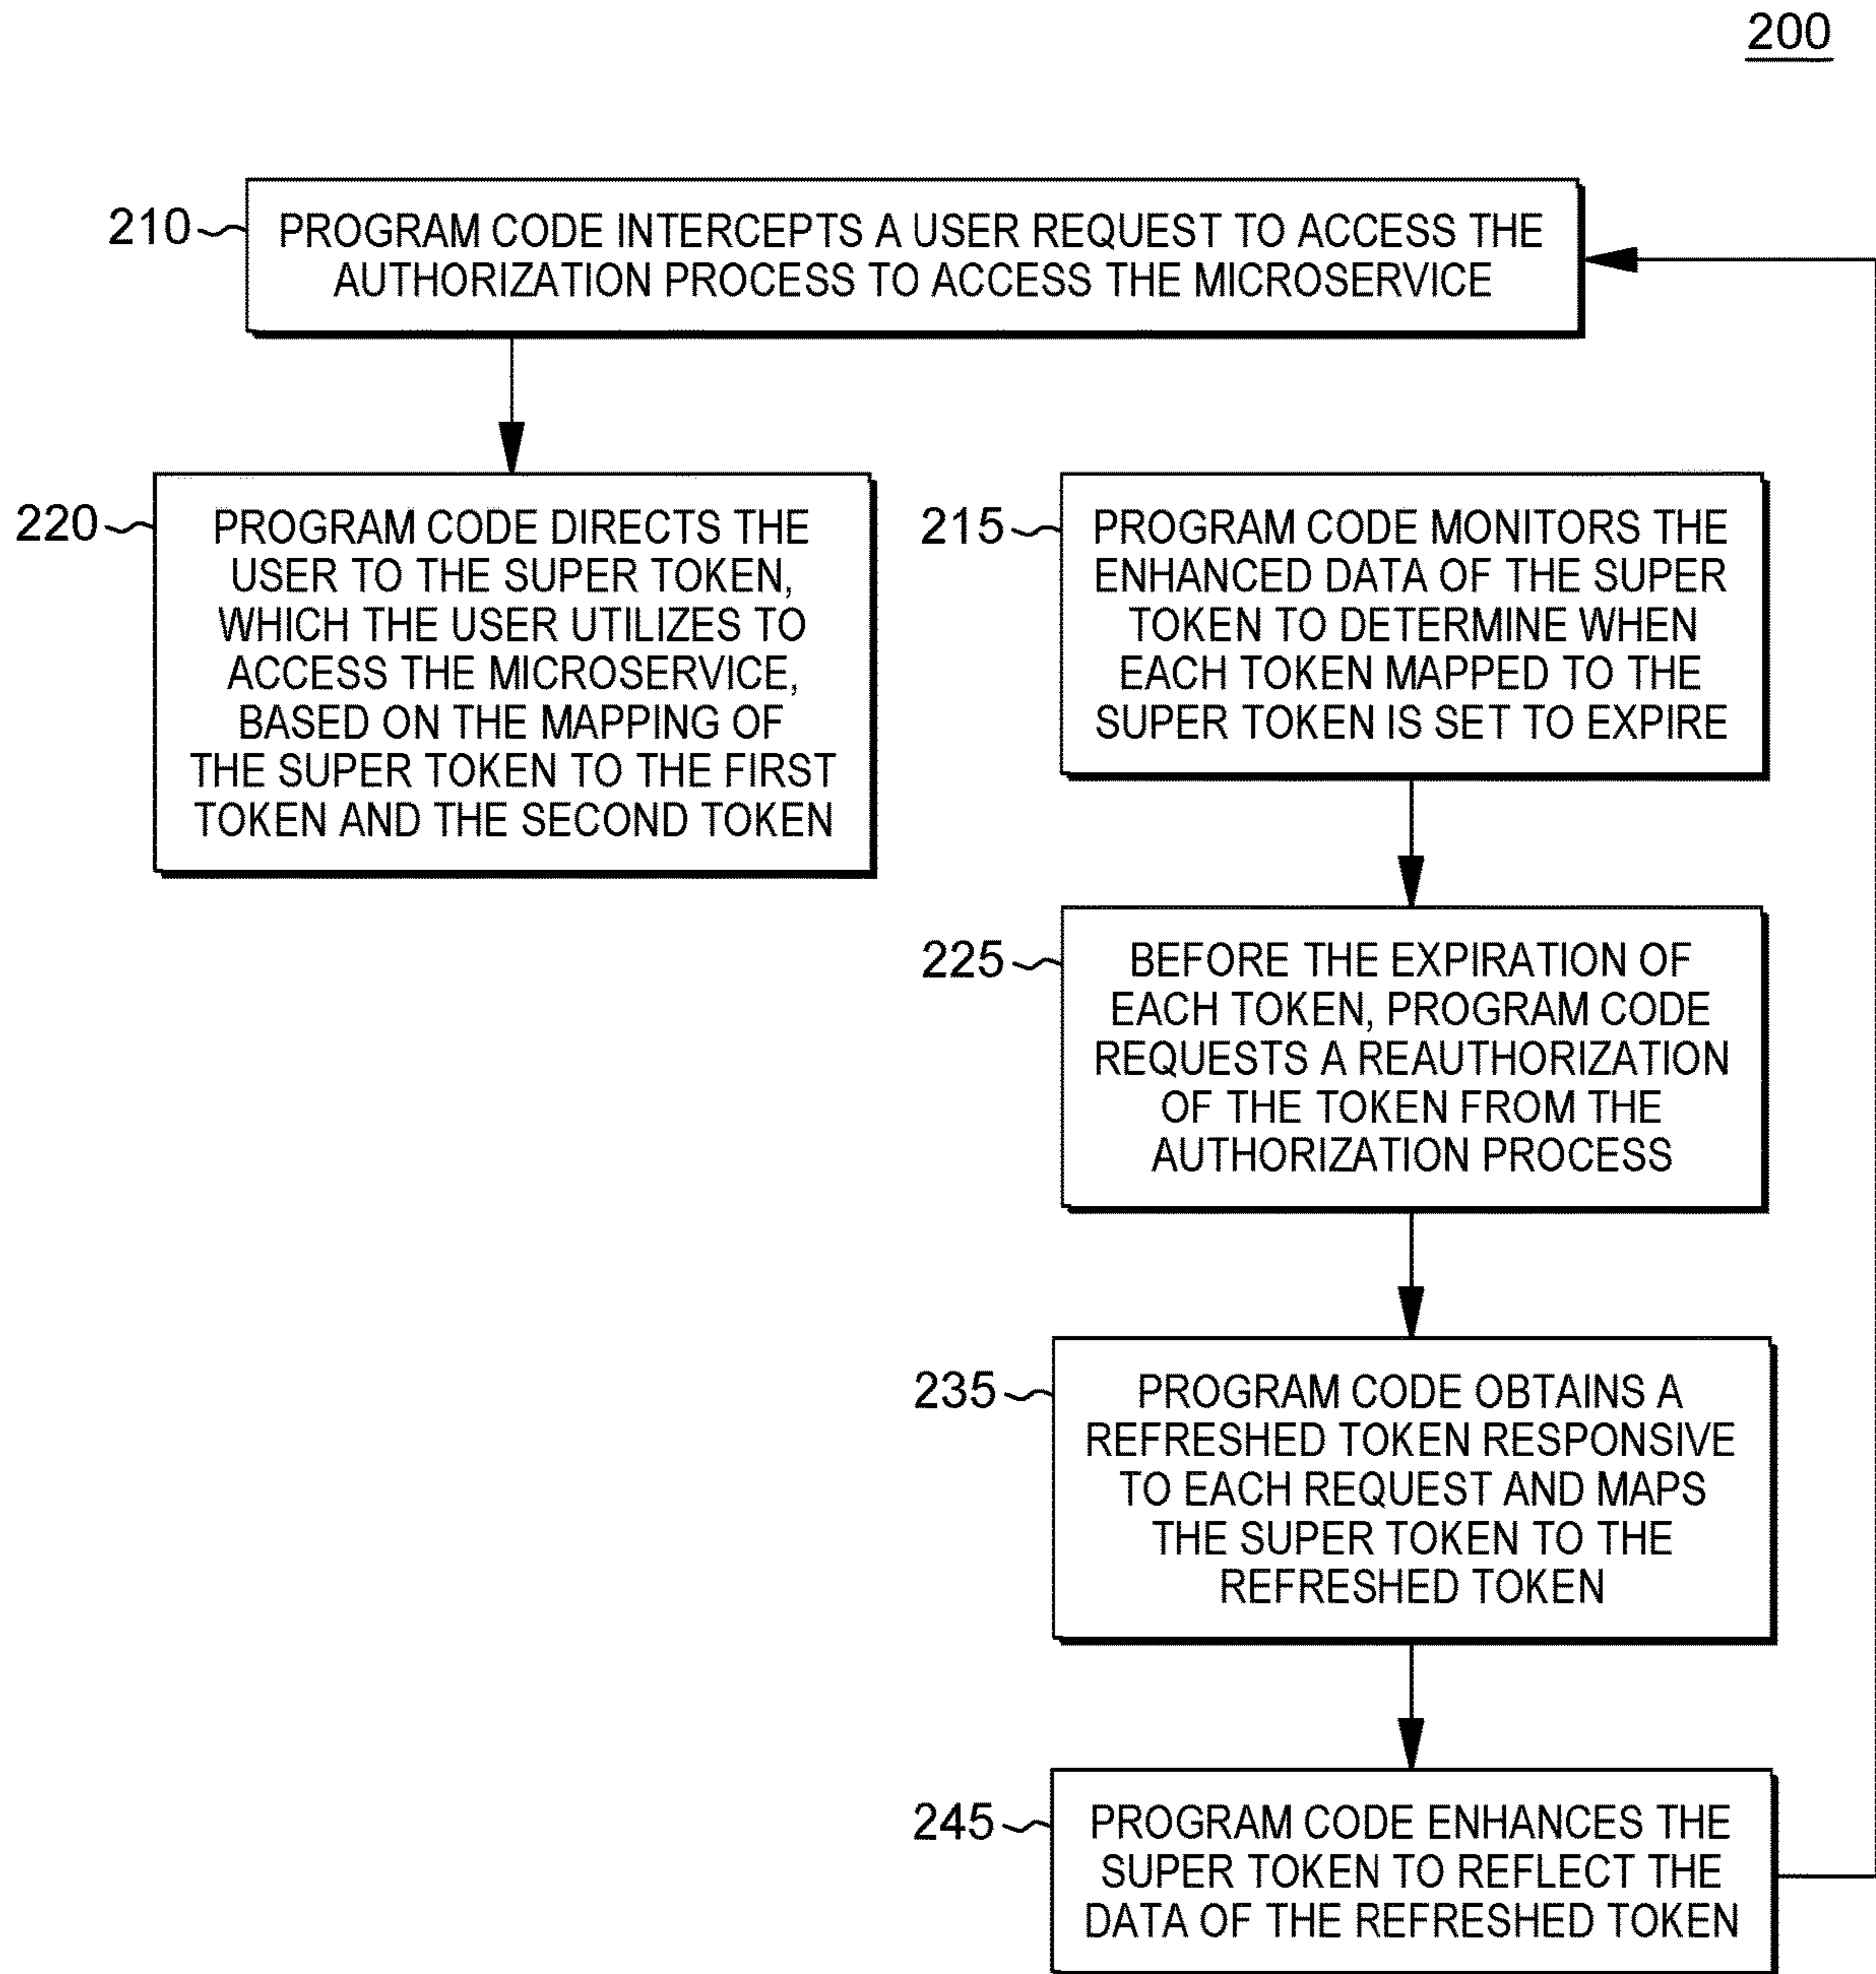 200
210
PROGRAM CODE INTERCEPTS A USER REQUEST TO ACCESS THE
AUTHORIZATION PROCESS TO ACCESS THE MICROSERVICE
220
PROGRAM CODE DIRECTS THE
USER TO THE SUPER TOKEN,
WHICH THE USER UTILIZES TO
ACCESS THE MICROSERVICE,
BASED ON THE MAPPING OF
THE SUPER TOKEN TO THE FIRST
TOKEN AND THE SECOND TOKEN
215
PROGRAM CODE MONITORS THE
ENHANCED DATA OF THE SUPER
TOKEN TO DETERMINE WHEN
EACH TOKEN MAPPED TO THE
SUPER TOKEN IS SET TO EXPIRE
225
BEFORE THE EXPIRATION OF
EACH TOKEN, PROGRAM CODE
REQUESTS A REAUTHORIZATION
OF THE TOKEN FROM THE
AUTHORIZATION PROCESS
235
PROGRAM CODE OBTAINS A
REFRESHED TOKEN RESPONSIVE
TO EACH REQUEST AND MAPS
THE SUPER TOKEN TO THE
REFRESHED TOKEN
245
PROGRAM CODE ENHANCES THE
SUPER TOKEN TO REFLECT THE
DATA OF THE REFRESHED TOKEN